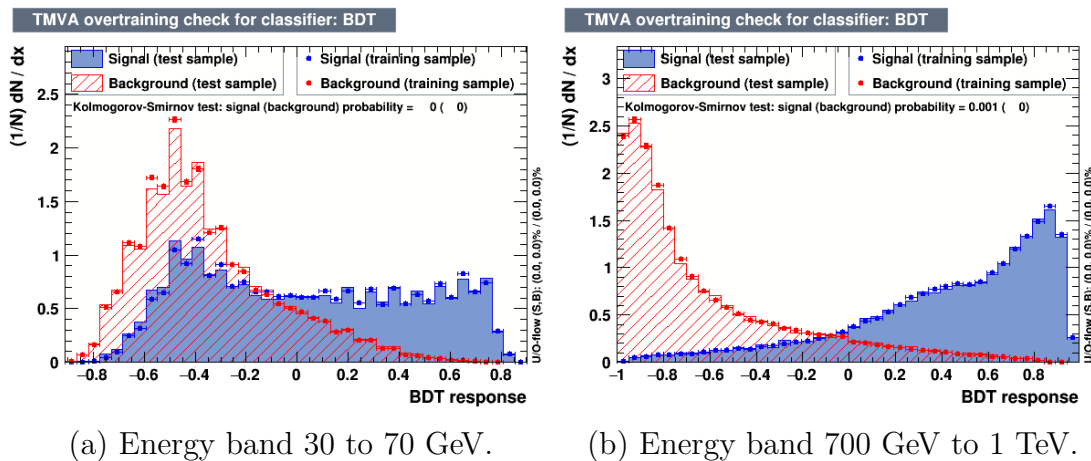 TMVA overtraining check for classifier: BDT
(1/N) dN / dx
Signal (test sample)
Background (test sample)
Signal (training sample)
Background (training sample)
Kolmogorov-Smirnov test: signal (background) probability = 0 ( 0)
2.5
2
1.5
1
0.5
0
−0.8 −0.6 −0.4 −0.2 0 0.2 0.4 0.6 0.8
BDT response
U/O-flow (S,B): (0.0, 0.0)% / (0.0, 0.0)%
(a) Energy band 30 to 70 GeV.
TMVA overtraining check for classifier: BDT
(1/N) dN / dx
Signal (test sample)
Background (test sample)
Signal (training sample)
Background (training sample)
Kolmogorov-Smirnov test: signal (background) probability = 0.001 ( 0)
3
2.5
2
1.5
1
0.5
0
−1 −0.8 −0.6 −0.4 −0.2 0 0.2 0.4 0.6 0.8
BDT response
U/O-flow (S,B): (0.0, 0.0)% / (0.0, 0.0)%
(b) Energy band 700 GeV to 1 TeV.